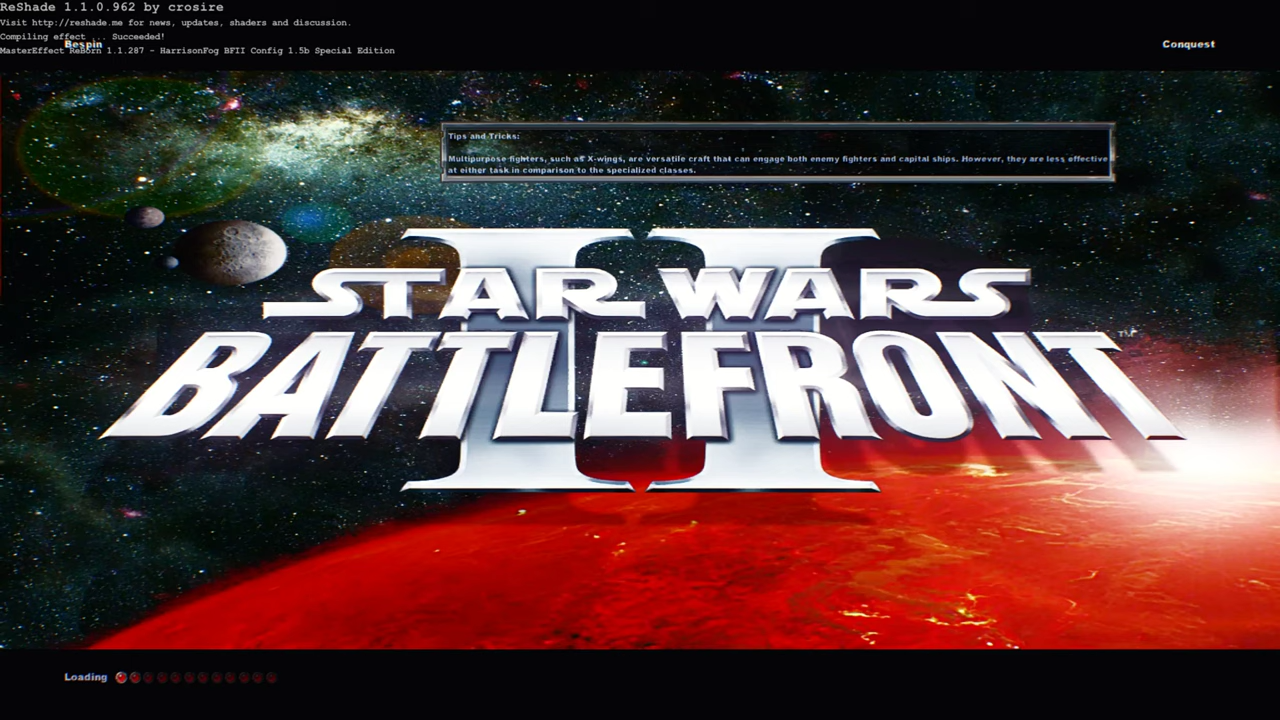 ReShade 1.1.0.962 by crosire
Visit http://reshade.me for news, updates, shaders and discussion.
Compiling effect ... Succeeded!
Bespin
Conquest
MasterEffect ReBorn 1.1.287 - HarrisonFog BFII Config 1.5b Special Edition
Tips and Tricks:
Multipurpose fighters, such as X-wings, are versatile craft that can engage both enemy fighters and capital ships. However, they are less effective
at either task in comparison to the specialized classes.
II
STAR WARS
BATTLEFRONT™
Loading